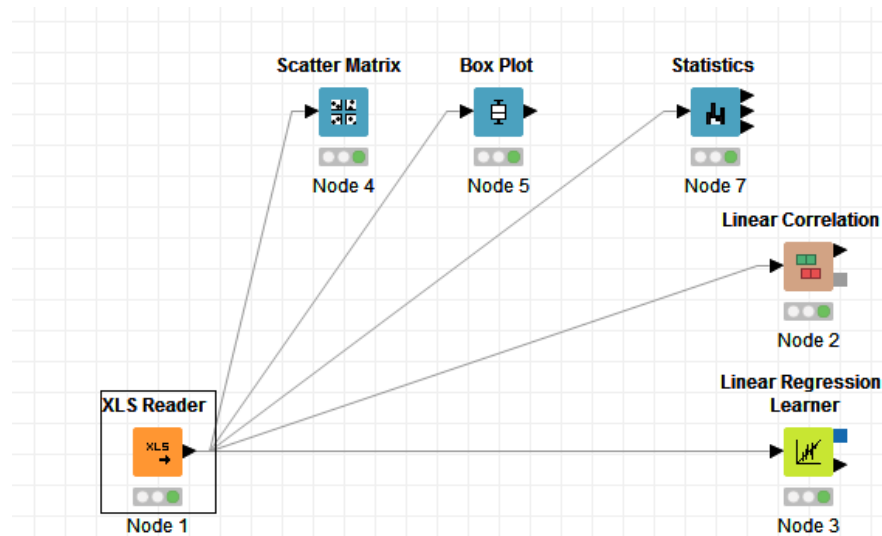 Scatter Matrix
Box Plot
Statistics
Node 4
Node 5
Node 7
Linear Correlation
Node 2
XLS Reader
XLS
Node 1
Linear Regression
Learner
Node 3